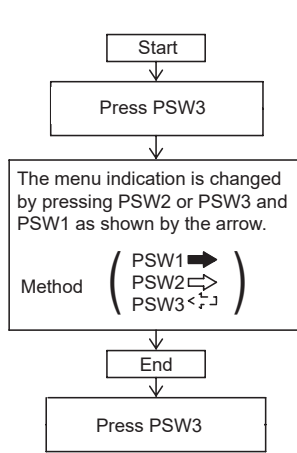 Start
Press PSW3
The menu indication is changed
by pressing PSW2 or PSW3 and
PSW1 as shown by the arrow.
PSW1
Method
PSW2
PSW3
End
Press PSW3